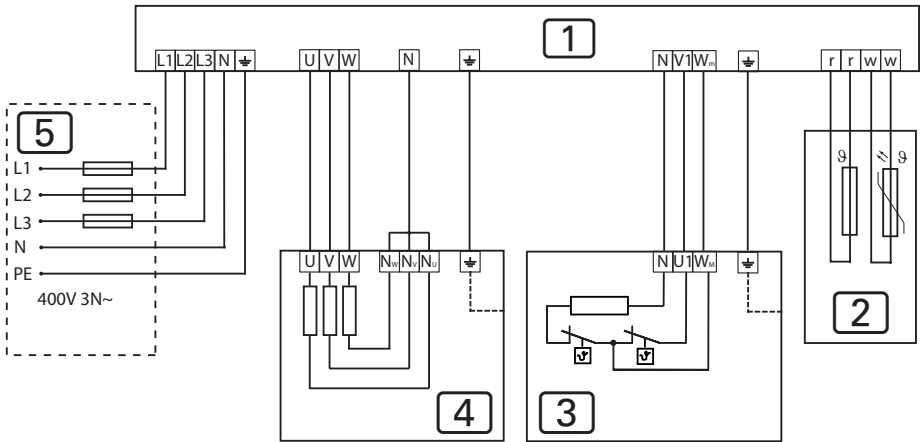 1
L1 L2 L3 N ⏚
U V W
N
⏚
N V1 Wm
⏚
r r w w
5
L1
L2
L3
N
PE
400V 3N~
U V W
NW NV NU
⏚
4
N U1 WM
⏚
3
ϑ
ϑ
2